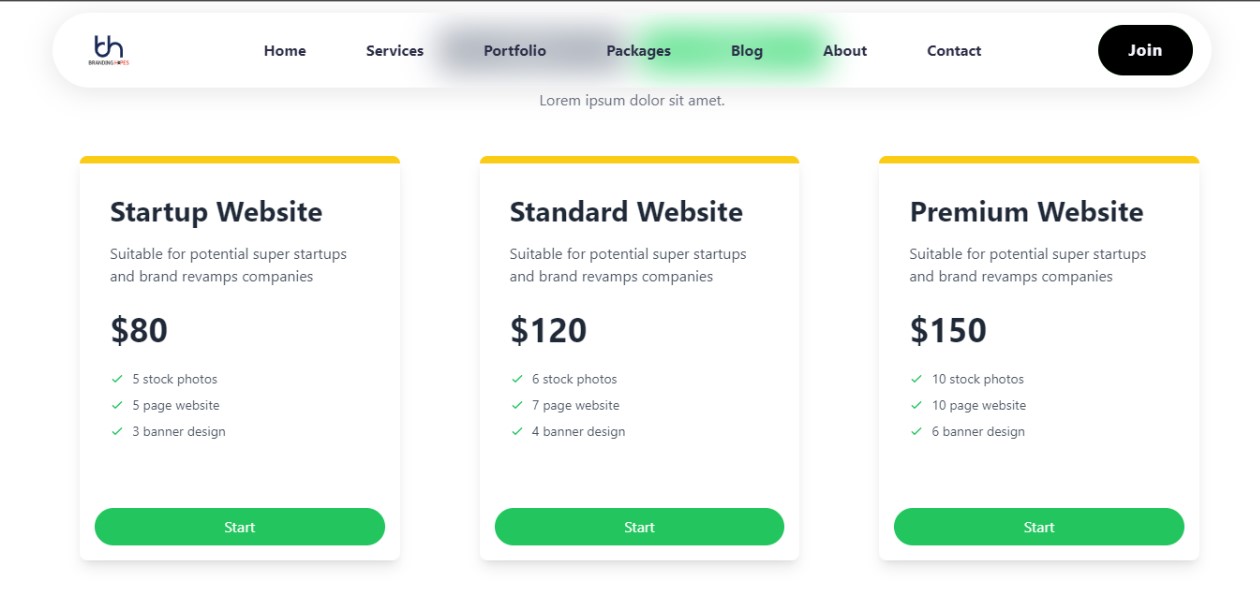 th
BRANDINGHOPES
Home
Services
Portfolio
Packages
Blog
About
Contact
Join
Lorem ipsum dolor sit amet.
Startup Website
Suitable for potential super startups
and brand revamps companies
$80
5 stock photos
5 page website
3 banner design
Start
Standard Website
Suitable for potential super startups
and brand revamps companies
$120
6 stock photos
7 page website
4 banner design
Start
Premium Website
Suitable for potential super startups
and brand revamps companies
$150
10 stock photos
10 page website
6 banner design
Start